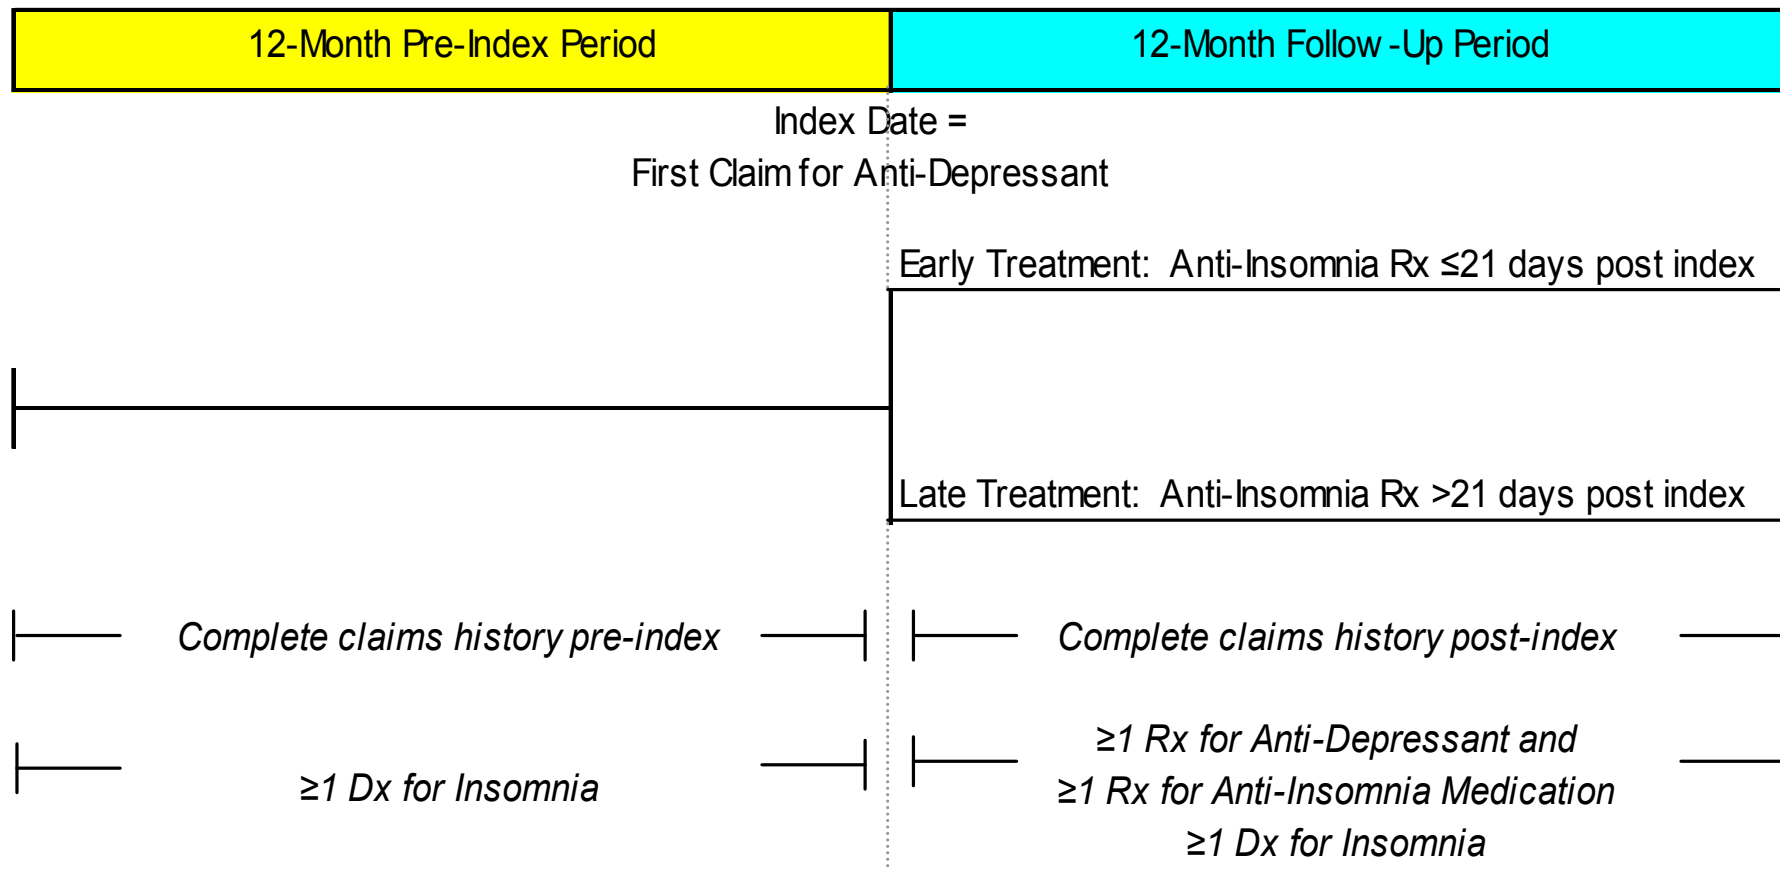 12-Month Pre-Index Period
12-Month Follow-Up Period
Index Date =
First Claim for Anti-Depressant
Early Treatment: Anti-Insomnia Rx ≤21 days post index
Late Treatment: Anti-Insomnia Rx >21 days post index
Complete claims history pre-index
Complete claims history post-index
≥1 Dx for Insomnia
≥1 Rx for Anti-Depressant and
≥1 Rx for Anti-Insomnia Medication
≥1 Dx for Insomnia